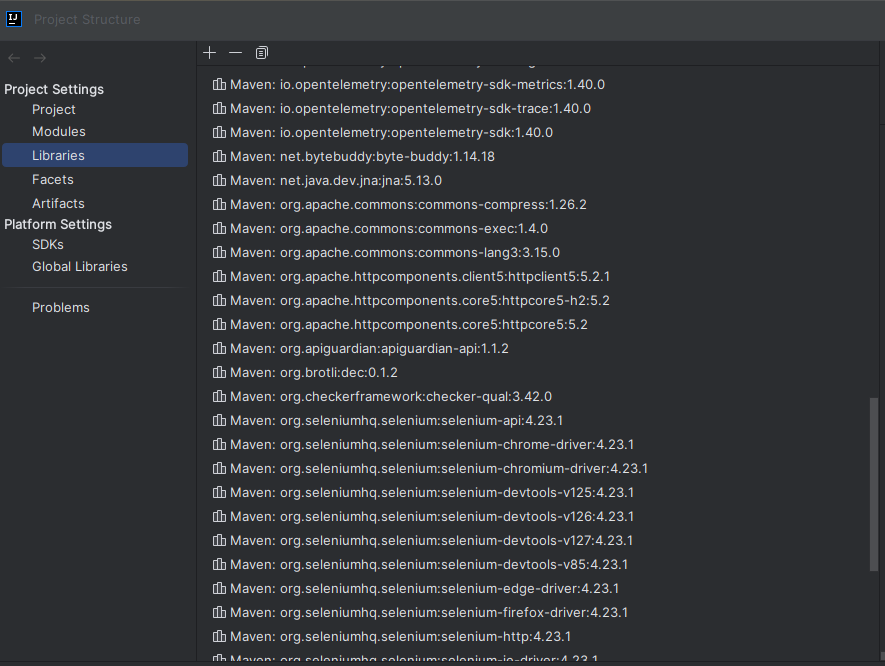 IJ Project Structure
Project Settings
Project
Modules
Libraries
Facets
Artifacts
Platform Settings
SDKs
Global Libraries
Problems
Maven: io.opentelemetry:opentelemetry-sdk-metrics:1.40.0
Maven: io.opentelemetry:opentelemetry-sdk-trace:1.40.0
Maven: io.opentelemetry:opentelemetry-sdk:1.40.0
Maven: net.bytebuddy:byte-buddy:1.14.18
Maven: net.java.dev.jna:jna:5.13.0
Maven: org.apache.commons:commons-compress:1.26.2
Maven: org.apache.commons:commons-exec:1.4.0
Maven: org.apache.commons:commons-lang3:3.15.0
Maven: org.apache.httpcomponents.client5:httpclient5:5.2.1
Maven: org.apache.httpcomponents.core5:httpcore5-h2:5.2
Maven: org.apache.httpcomponents.core5:httpcore5:5.2
Maven: org.apiguardian:apiguardian-api:1.1.2
Maven: org.brotli:dec:0.1.2
Maven: org.checkerframework:checker-qual:3.42.0
Maven: org.seleniumhq.selenium:selenium-api:4.23.1
Maven: org.seleniumhq.selenium:selenium-chrome-driver:4.23.1
Maven: org.seleniumhq.selenium:selenium-chromium-driver:4.23.1
Maven: org.seleniumhq.selenium:selenium-devtools-v125:4.23.1
Maven: org.seleniumhq.selenium:selenium-devtools-v126:4.23.1
Maven: org.seleniumhq.selenium:selenium-devtools-v127:4.23.1
Maven: org.seleniumhq.selenium:selenium-devtools-v85:4.23.1
Maven: org.seleniumhq.selenium:selenium-edge-driver:4.23.1
Maven: org.seleniumhq.selenium:selenium-firefox-driver:4.23.1
Maven: org.seleniumhq.selenium:selenium-http:4.23.1
Maven: org.seleniumhq.selenium:selenium-ie-driver:4.23.1